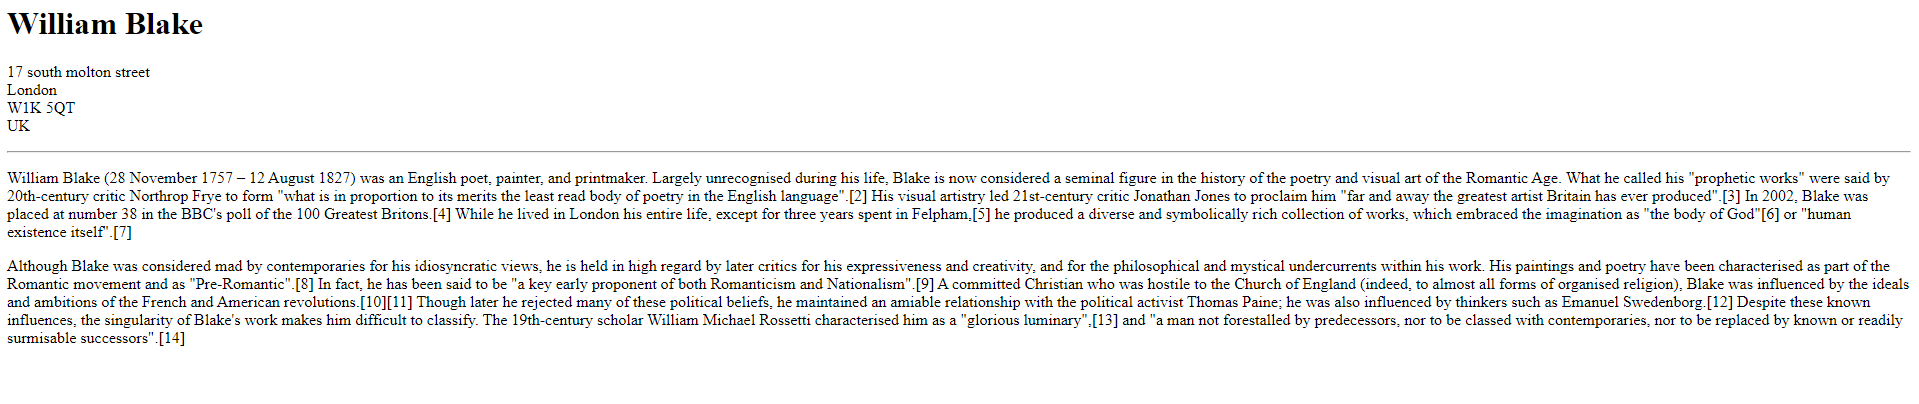 William Blake
17 south molton street
London
W1K 5QT
UK
William Blake (28 November 1757 – 12 August 1827) was an English poet, painter, and printmaker. Largely unrecognised during his life, Blake is now considered a seminal figure in the history of the poetry and visual art of the Romantic Age. What he called his "prophetic works" were said by
20th-century critic Northrop Frye to form "what is in proportion to its merits the least read body of poetry in the English language".[2] His visual artistry led 21st-century critic Jonathan Jones to proclaim him "far and away the greatest artist Britain has ever produced".[3] In 2002, Blake was
placed at number 38 in the BBC's poll of the 100 Greatest Britons.[4] While he lived in London his entire life, except for three years spent in Felpham,[5] he produced a diverse and symbolically rich collection of works, which embraced the imagination as "the body of God"[6] or "human
existence itself".[7]
Although Blake was considered mad by contemporaries for his idiosyncratic views, he is held in high regard by later critics for his expressiveness and creativity, and for the philosophical and mystical undercurrents within his work. His paintings and poetry have been characterised as part of the
Romantic movement and as "Pre-Romantic".[8] In fact, he has been said to be "a key early proponent of both Romanticism and Nationalism".[9] A committed Christian who was hostile to the Church of England (indeed, to almost all forms of organised religion), Blake was influenced by the ideals
and ambitions of the French and American revolutions.[10][11] Though later he rejected many of these political beliefs, he maintained an amiable relationship with the political activist Thomas Paine; he was also influenced by thinkers such as Emanuel Swedenborg.[12] Despite these known
influences, the singularity of Blake's work makes him difficult to classify. The 19th-century scholar William Michael Rossetti characterised him as a "glorious luminary",[13] and "a man not forestalled by predecessors, nor to be classed with contemporaries, nor to be replaced by known or readily
surmisable successors".[14]